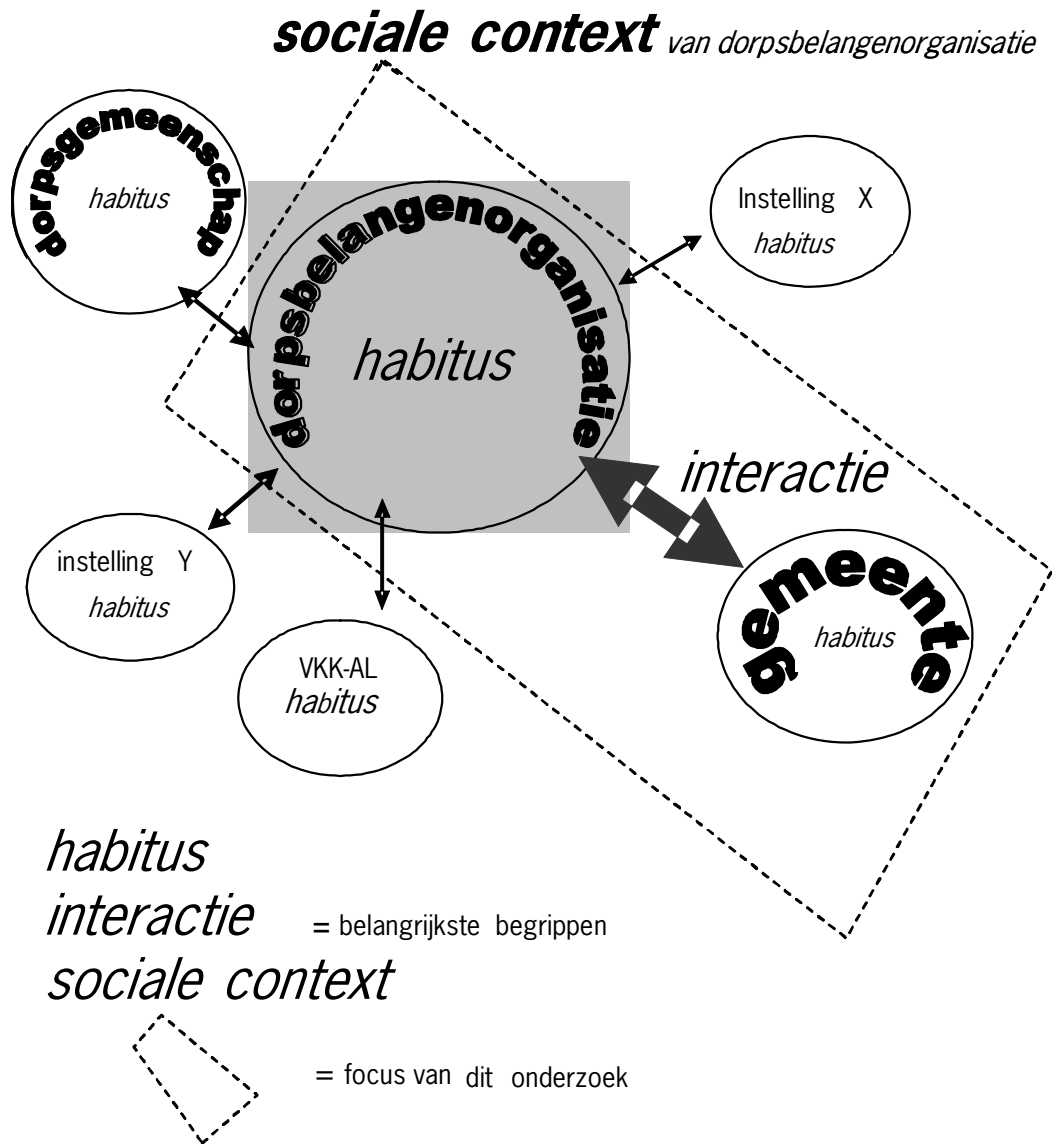 sociale context van dorpsbelangenorganisatie
dorpsgemeenschap
habitus
dorpsbelangenorganisatie
habitus
Instelling X
habitus
interactie
gemeente
habitus
instelling Y
habitus
VKK-AL
habitus
habitus
interactie = belangrijkste begrippen
sociale context
= focus van dit onderzoek